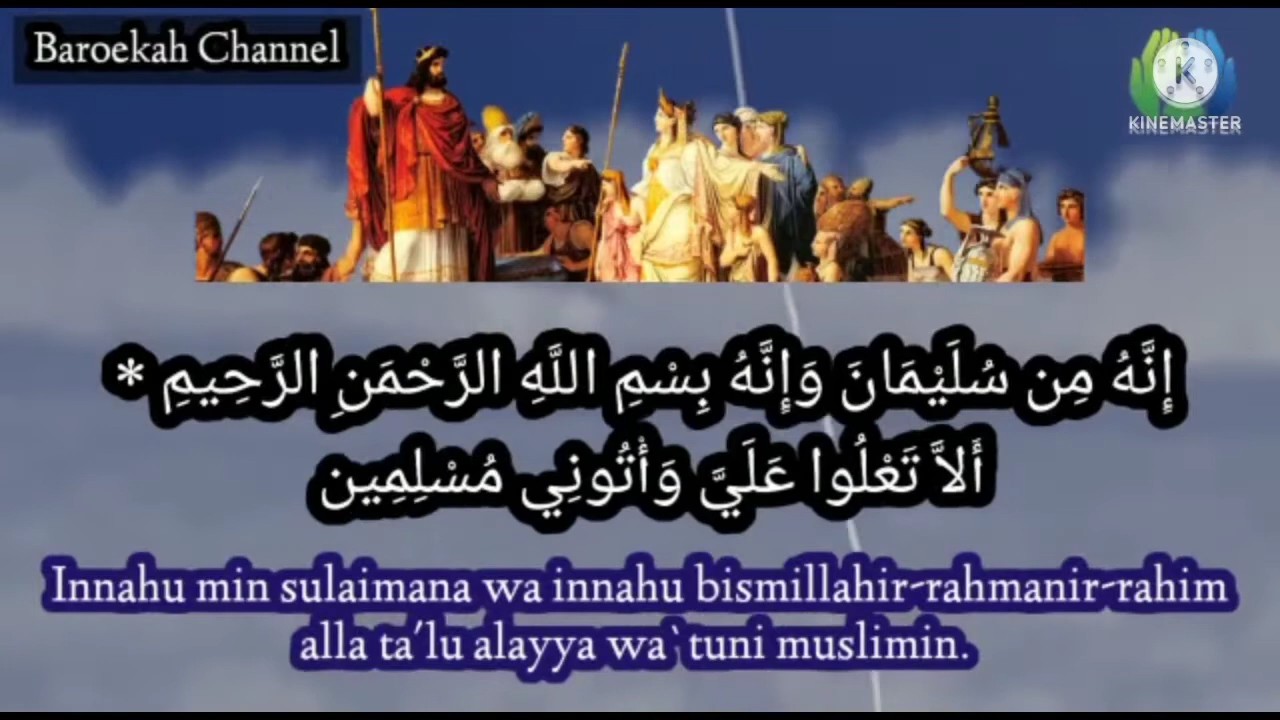 Baroekah Channel
KINEMASTER
إِنَّهُ مِن سُلَيْمَانَ وَإِنَّهُ بِسْمِ اللَّهِ الرَّحْمَنِ الرَّحِيمِ *
أَلاَّ تَعْلُوا عَلَيَّ وَأْتُونِي مُسْلِمِين
Innahu min sulaimana wa innahu bismillahir-rahmanir-rahim
alla ta'lu alayya wa`tuni muslimin.